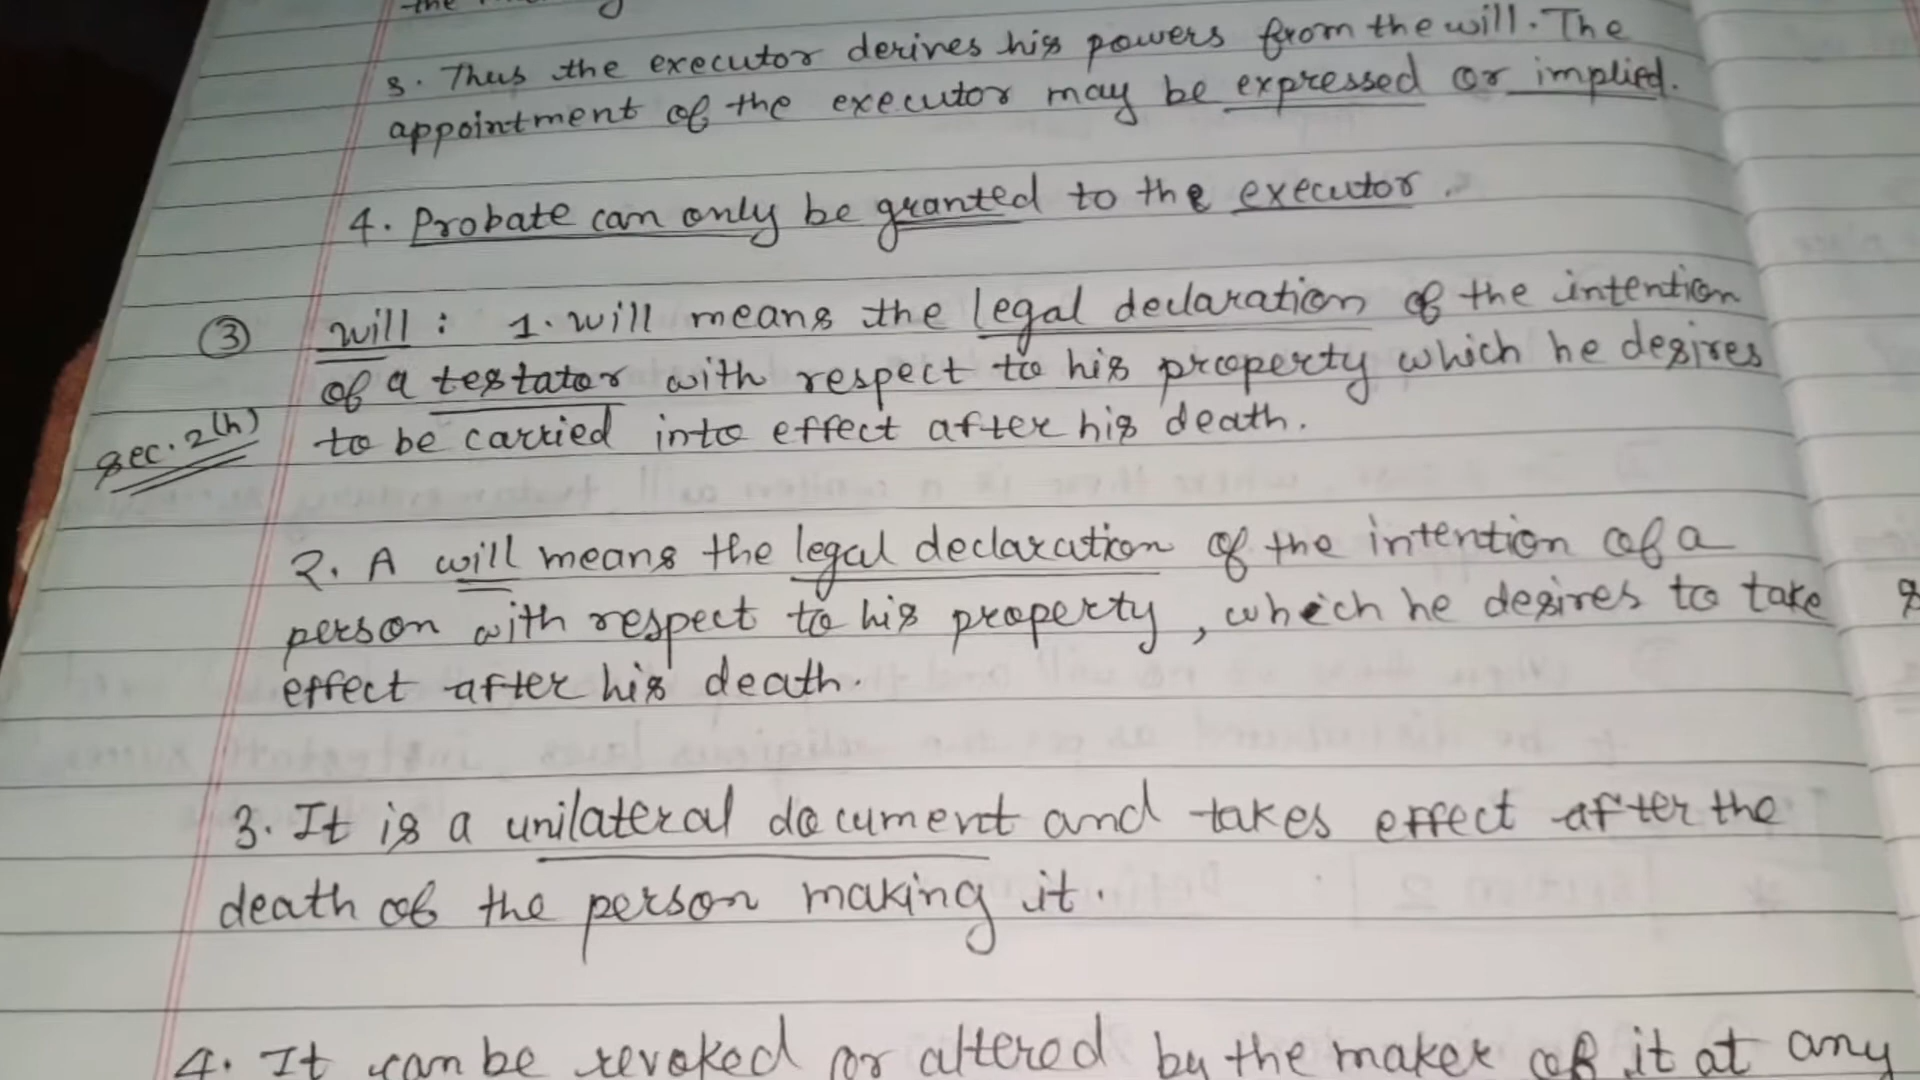 the
3. Thus the executor derives his powers from the will. The
appointment of the executor may be expressed or implied.
4. Probate can only be granted to the executor.
③ Will : 1. Will means the legal declaration of the intention
of a testator with respect to his property which he desires
to be carried into effect after his death.
Sec. 2(h)
2. A will means the legal declaration of the intention of a
person with respect to his property, which he desires to take
effect after his death.
3. It is a unilateral document and takes effect after the
death of the person making it.
4. It can be revoked or altered by the maker of it at any